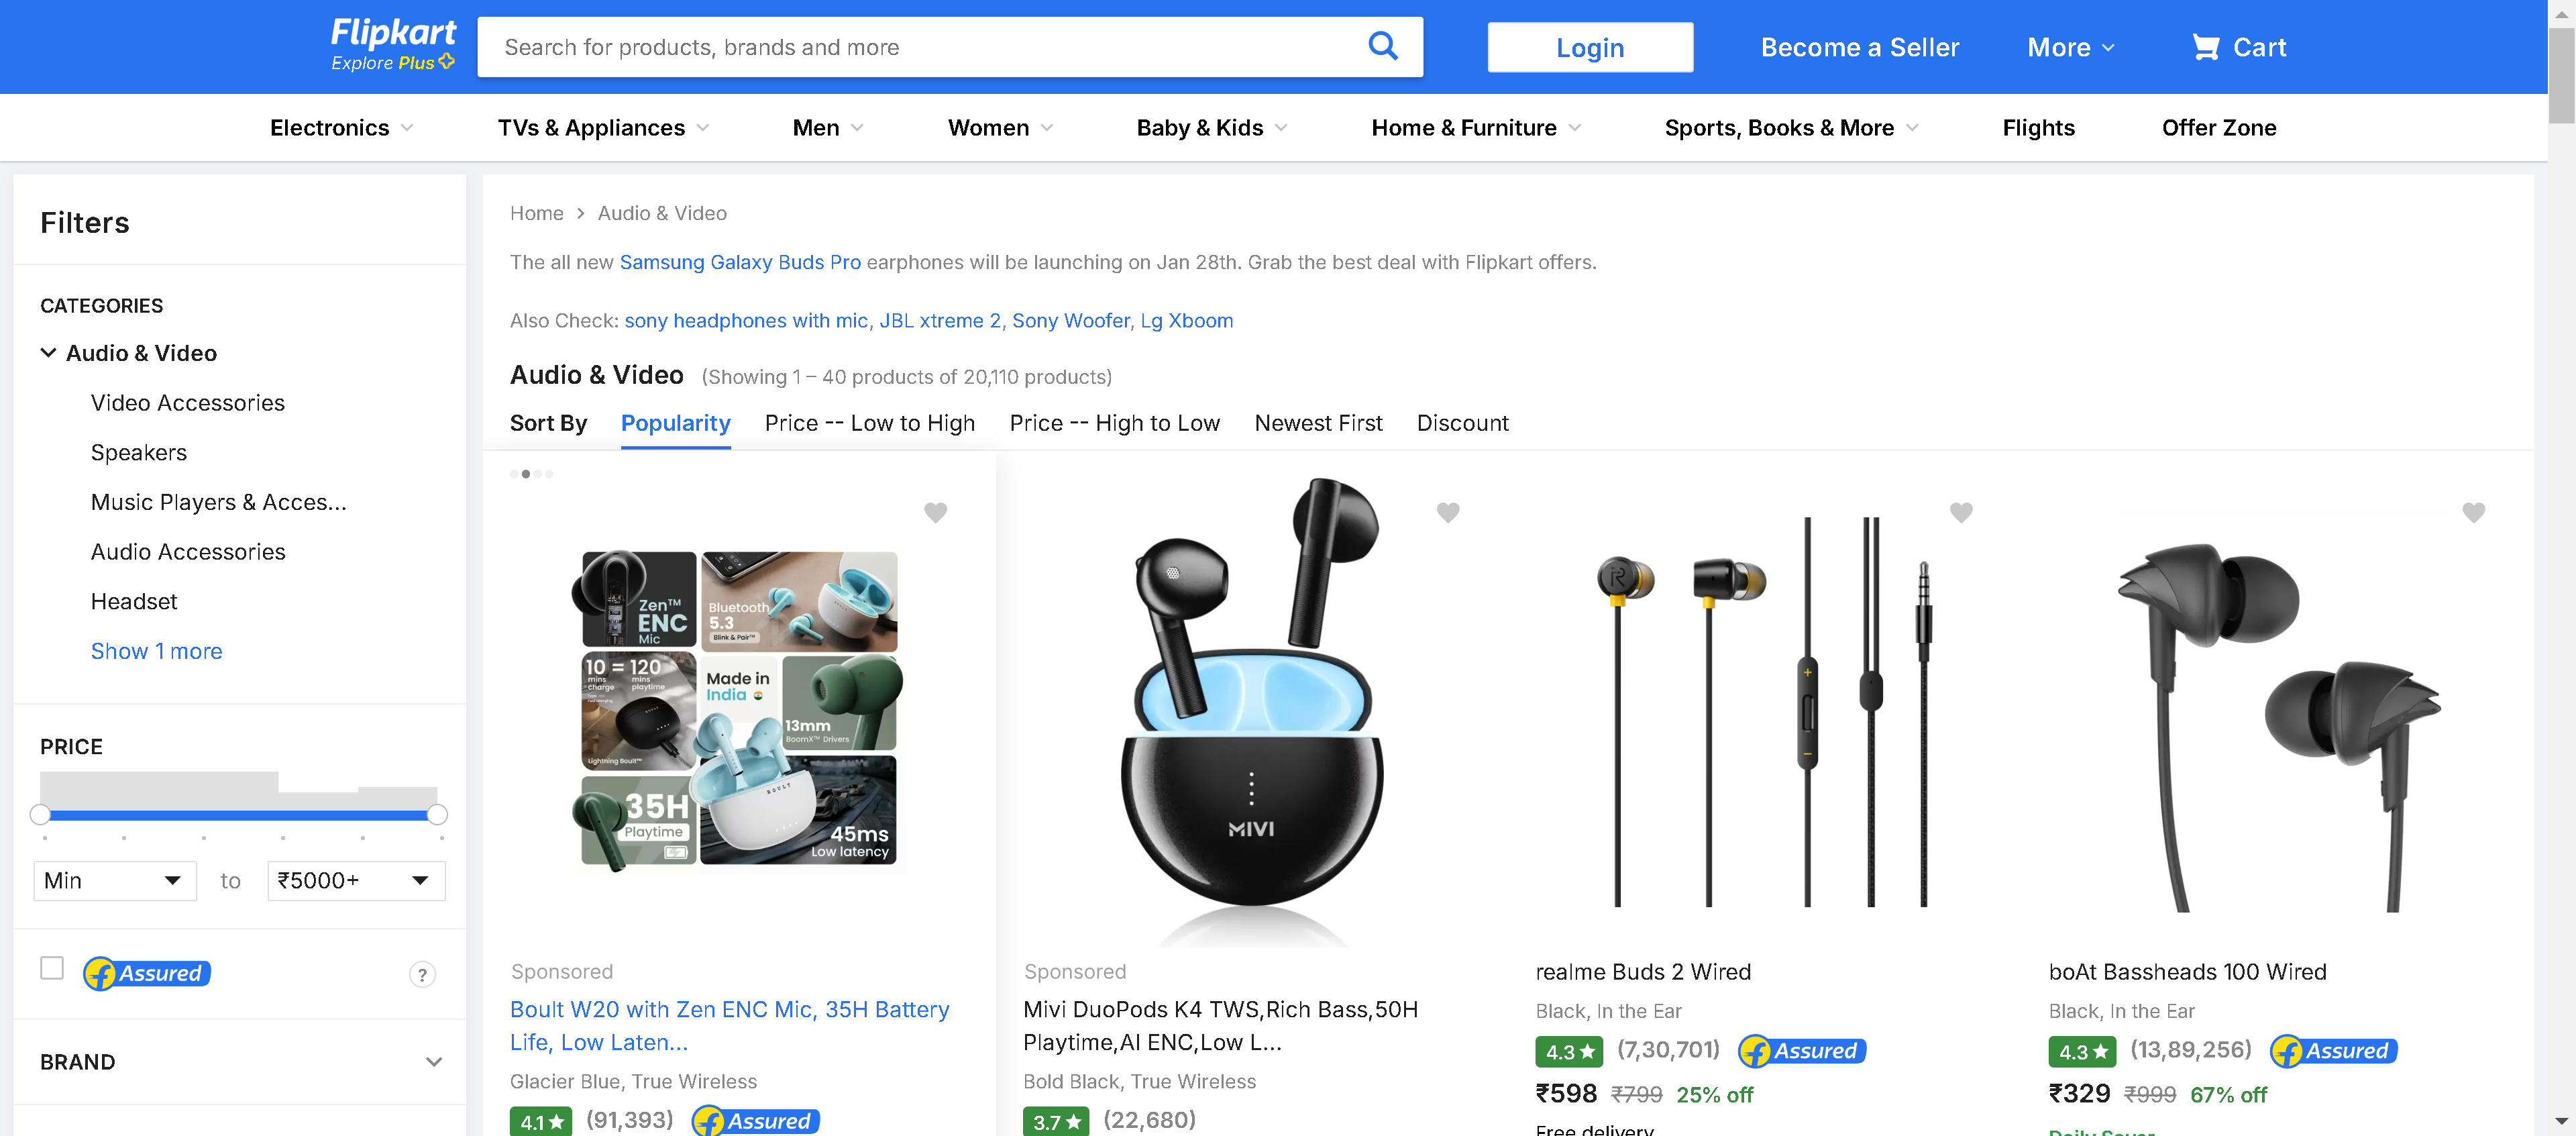 Flipkart
Explore Plus
Search for products, brands and more
Login
Become a Seller
More
Cart
Electronics
TVs & Appliances
Men
Women
Baby & Kids
Home & Furniture
Sports, Books & More
Flights
Offer Zone
Filters
CATEGORIES
Audio & Video
Video Accessories
Speakers
Music Players & Acces...
Audio Accessories
Headset
Show 1 more
PRICE
Min to ₹5000+
Assured
?
BRAND
Home > Audio & Video
The all new Samsung Galaxy Buds Pro earphones will be launching on Jan 28th. Grab the best deal with Flipkart offers.
Also Check: sony headphones with mic, JBL xtreme 2, Sony Woofer, Lg Xboom
Audio & Video (Showing 1 – 40 products of 20,110 products)
Sort By Popularity Price -- Low to High Price -- High to Low Newest First Discount
Zen™
ENC
Mic
Bluetooth
5.3
Blink & Pair™
10 = 120
mins mins
charge playtime
Lightning Boult™
Made in
India
13mm
BoomX™ Drivers
35H
Playtime
BOULT
45ms
Low latency
Sponsored
Boult W20 with Zen ENC Mic, 35H Battery
Life, Low Laten...
Glacier Blue, True Wireless
4.1★ (91,393) Assured
MIVI
Sponsored
Mivi DuoPods K4 TWS,Rich Bass,50H
Playtime,AI ENC,Low L...
Bold Black, True Wireless
3.7★ (22,680)
realme Buds 2 Wired
Black, In the Ear
4.3★ (7,30,701) Assured
₹598 ₹799 25% off
Free delivery
boAt Bassheads 100 Wired
Black, In the Ear
4.3★ (13,89,256) Assured
₹329 ₹999 67% off
Daily Saver